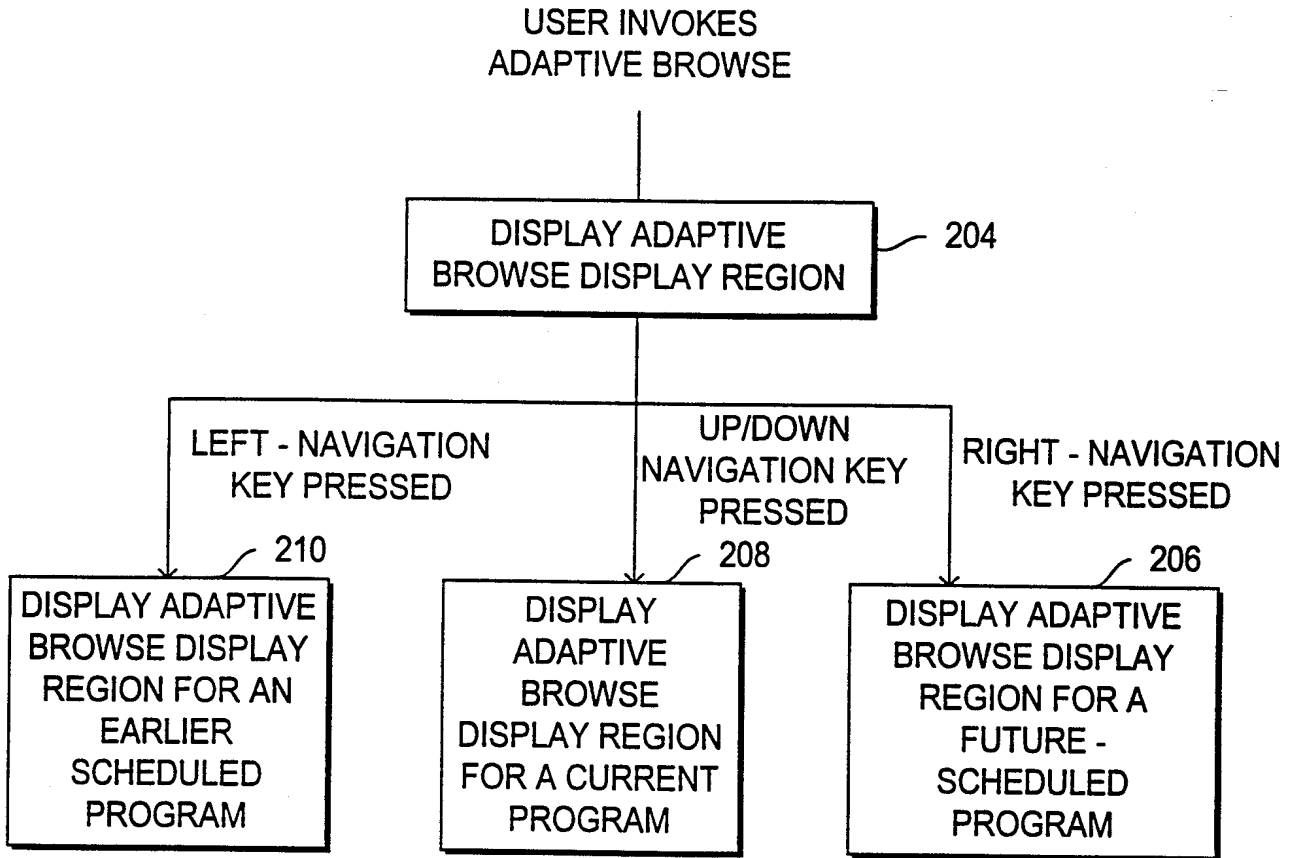 USER INVOKES
ADAPTIVE BROWSE
DISPLAY ADAPTIVE
BROWSE DISPLAY REGION
204
LEFT - NAVIGATION
KEY PRESSED
UP/DOWN
NAVIGATION KEY
PRESSED
RIGHT - NAVIGATION
KEY PRESSED
210
DISPLAY ADAPTIVE
BROWSE DISPLAY
REGION FOR AN
EARLIER
SCHEDULED
PROGRAM
208
DISPLAY
ADAPTIVE
BROWSE
DISPLAY REGION
FOR A CURRENT
PROGRAM
206
DISPLAY ADAPTIVE
BROWSE DISPLAY
REGION FOR A
FUTURE -
SCHEDULED
PROGRAM